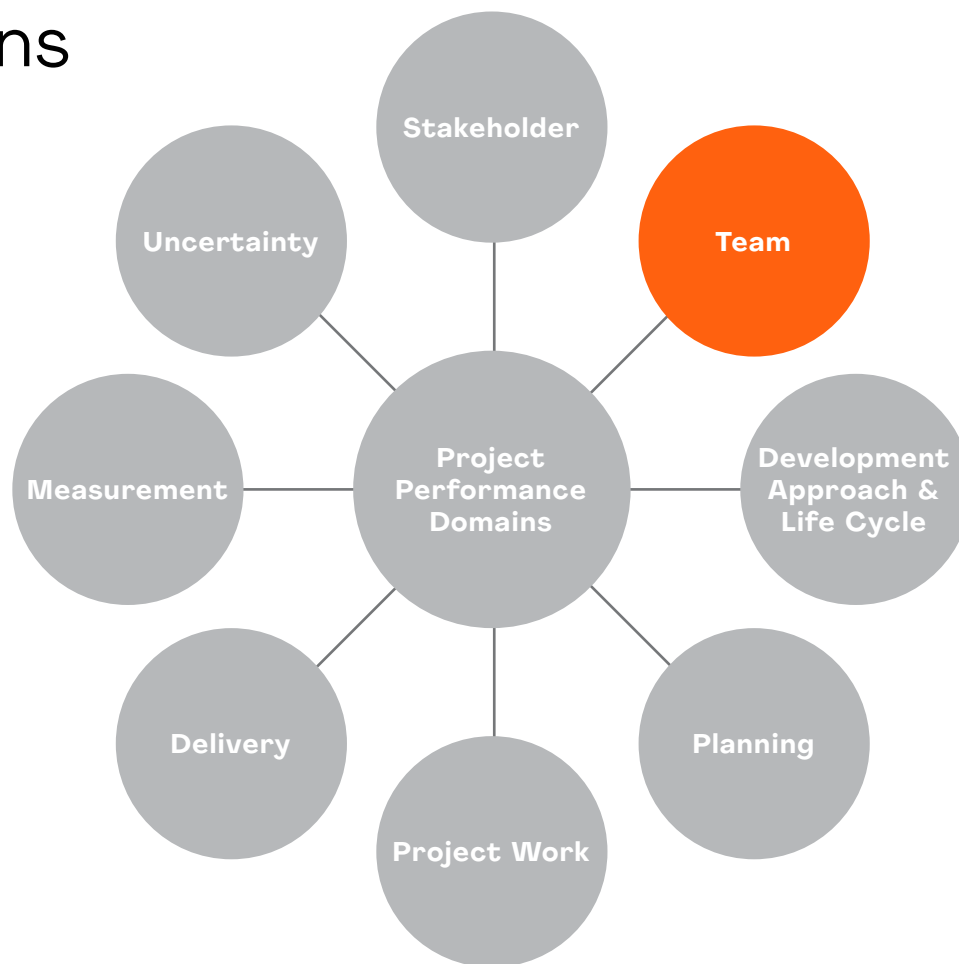 ns
Stakeholder
Team
Uncertainty
Project
Performance
Domains
Development
Approach &
Life Cycle
Measurement
Planning
Delivery
Project Work